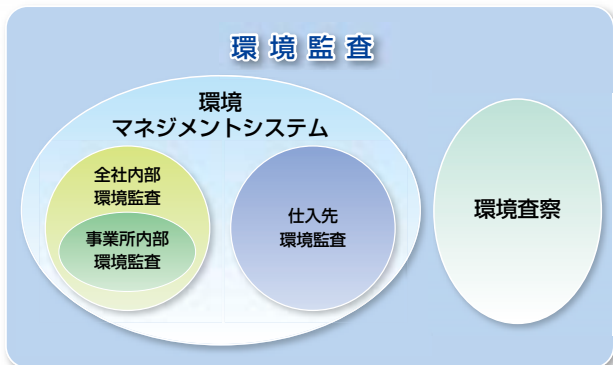 環境監査
環境
マネジメントシステム
全社内部
環境監査
事業所内部
環境監査
仕入先
環境監査
環境査察